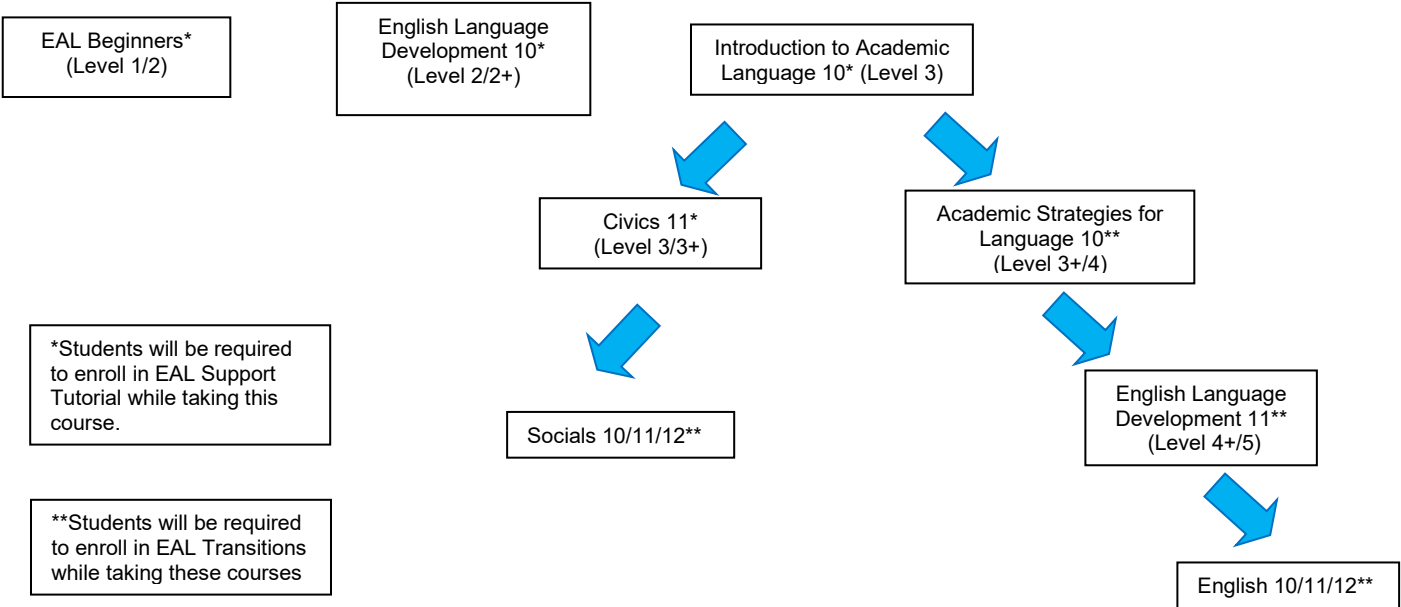 EAL Beginners*
(Level 1/2)
English Language
Development 10*
(Level 2/2+)
Introduction to Academic
Language 10* (Level 3)
Civics 11*
(Level 3/3+)
Academic Strategies for
Language 10**
(Level 3+/4)
*Students will be required
to enroll in EAL Support
Tutorial while taking this
course.
Socials 10/11/12**
English Language
Development 11**
(Level 4+/5)
**Students will be required
to enroll in EAL Transitions
while taking these courses
English 10/11/12**